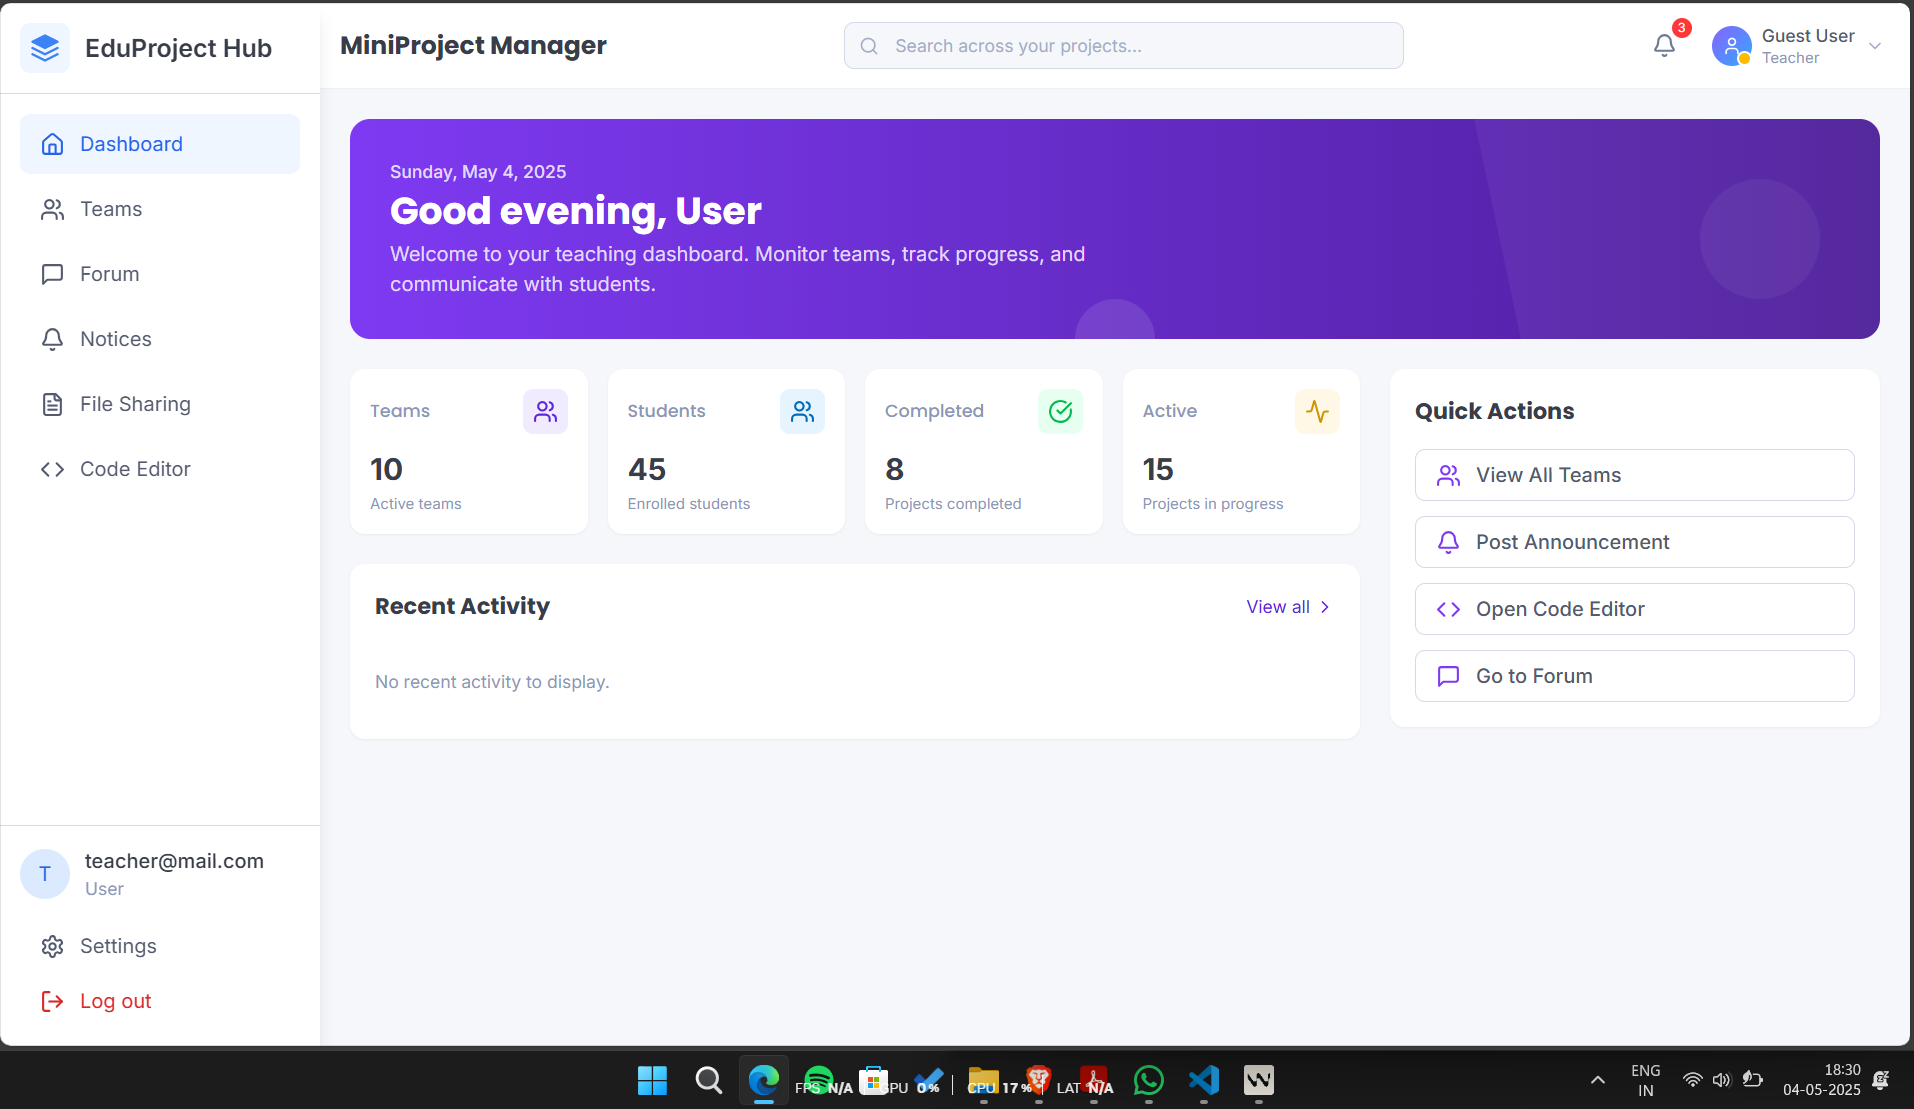 EduProject Hub
MiniProject Manager
Search across your projects...
3
Guest User
Teacher
Dashboard
Teams
Forum
Notices
File Sharing
Code Editor
Sunday, May 4, 2025
Good evening, User
Welcome to your teaching dashboard. Monitor teams, track progress, and
communicate with students.
Teams
10
Active teams
Students
45
Enrolled students
Completed
8
Projects completed
Active
15
Projects in progress
Quick Actions
View All Teams
Post Announcement
Open Code Editor
Go to Forum
Recent Activity
View all
No recent activity to display.
T
teacher@mail.com
User
Settings
Log out
FPS N/A GPU 0% | CPU 17% LAT N/A
ENG
IN
18:30
04-05-2025